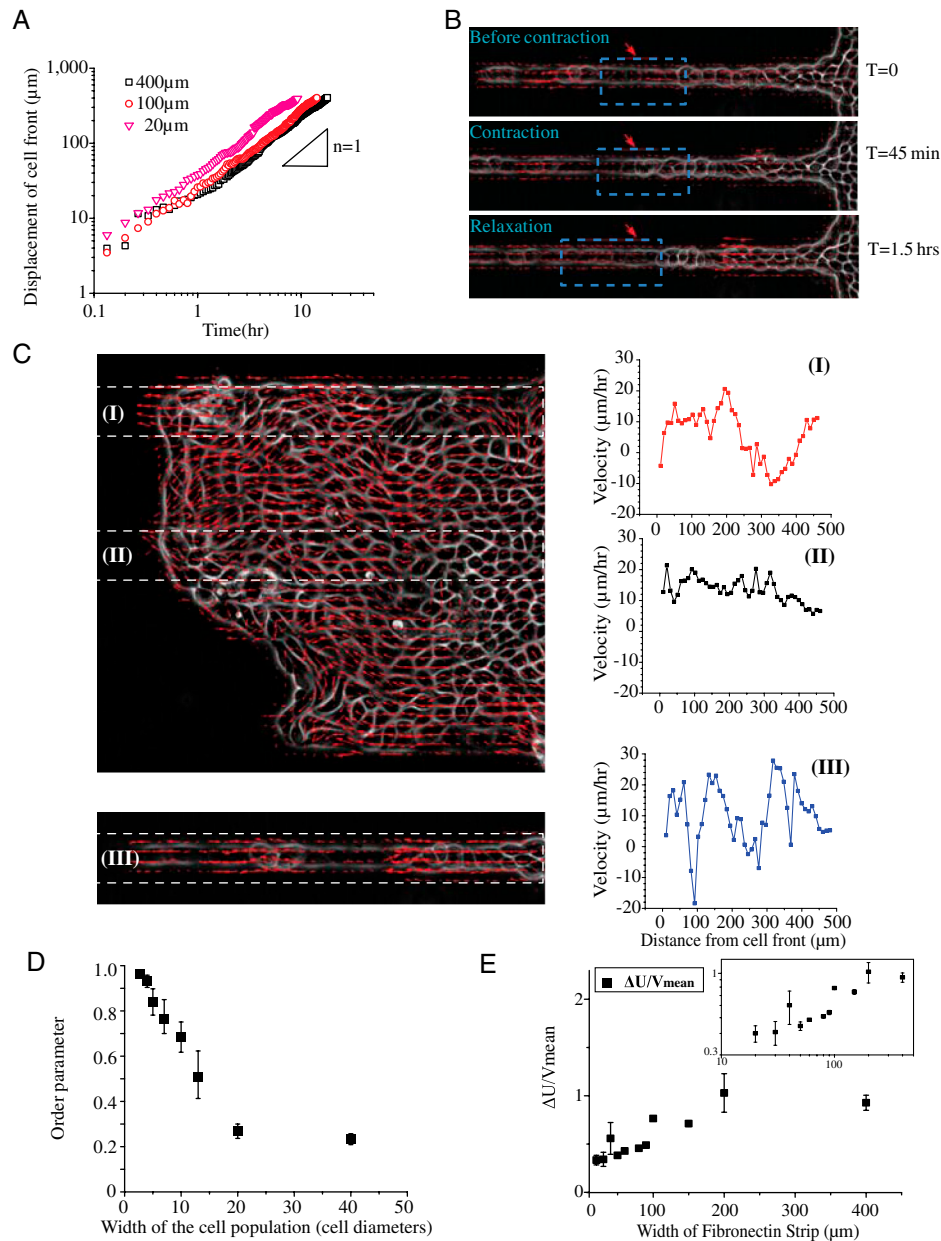 A
Displacement of cell front (µm)
1,000
100
10
1
0.1
1
10
Time(hr)
400µm
100µm
20µm
n=1
B
Before contraction
T=0
Contraction
T=45 min
Relaxation
T=1.5 hrs
C
(I)
(II)
(III)
(I)
Velocity (µm/hr)
30
20
10
0
-10
-20
0
100
200
300
400
500
(II)
Velocity (µm/hr)
30
20
10
0
-10
-20
0
100
200
300
400
500
(III)
Velocity (µm/hr)
30
20
10
0
-10
-20
0
100
200
300
400
500
Distance from cell front (µm)
D
Order parameter
1.0
0.8
0.6
0.4
0.2
0
0
10
20
30
40
50
Width of the cell population (cell diameters)
E
ΔU/Vmean
ΔU/Vmean
2
1
0
0
100
200
300
400
Width of Fibronectin Strip (µm)
1
0.3
10
100